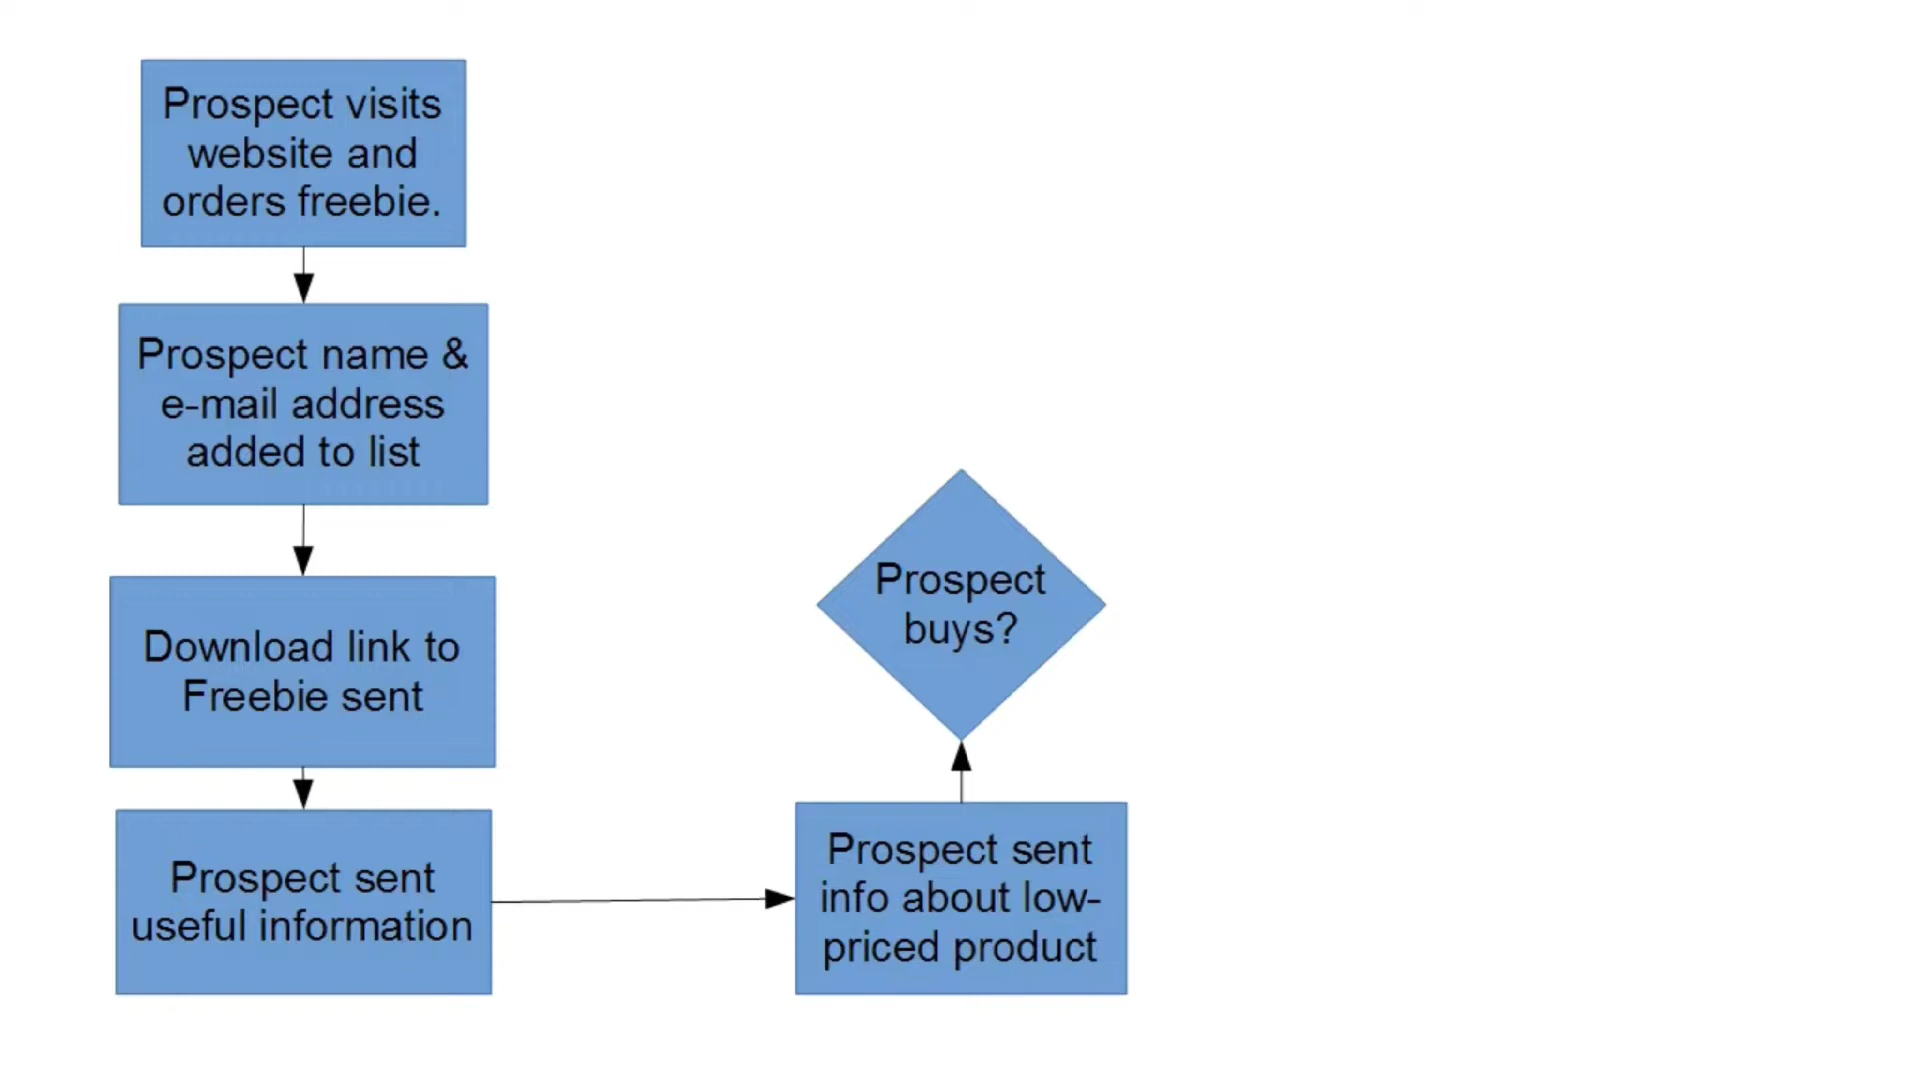 Prospect visits
website and
orders freebie.
Prospect name &
e-mail address
added to list
Download link to
Freebie sent
Prospect sent
useful information
Prospect sent
info about low-
priced product
Prospect
buys?